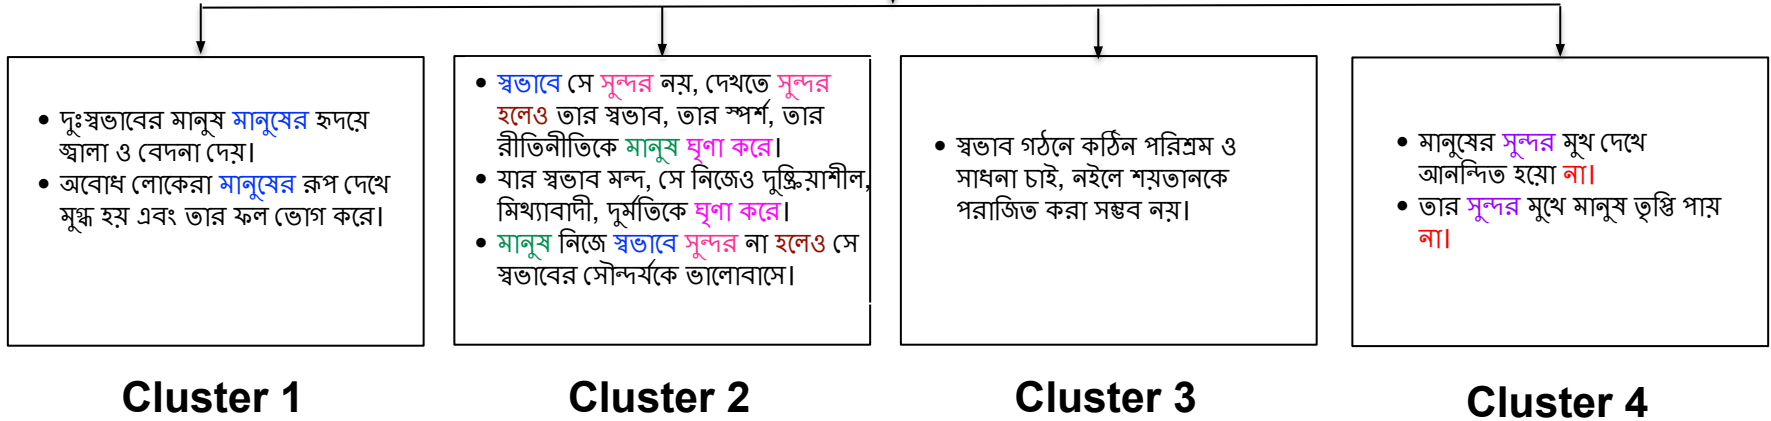 • দুঃস্বভাবের মানুষ মানুষের হৃদয়ে
জ্বালা ও বেদনা দেয়।
• অবোধ লোকেরা মানুষের রূপ দেখে
মুগ্ধ হয় এবং তার ফল ভোগ করে।
Cluster 1
• স্বভাবে সে সুন্দর নয়, দেখতে সুন্দর
হলেও তার স্বভাব, তার স্পর্শ, তার
রীতিনীতিকে মানুষ ঘৃণা করে।
• যার স্বভাব মন্দ, সে নিজেও দুষ্ক্রিয়াশীল,
মিথ্যাবাদী, দুর্মতিকে ঘৃণা করে।
• মানুষ নিজে স্বভাবে সুন্দর না হলেও সে
স্বভাবের সৌন্দর্যকে ভালোবাসে।
Cluster 2
• স্বভাব গঠনে কঠিন পরিশ্রম ও
সাধনা চাই, নইলে শয়তানকে
পরাজিত করা সম্ভব নয়।
Cluster 3
• মানুষের সুন্দর মুখ দেখে
আনন্দিত হয়ো না।
• তার সুন্দর মুখে মানুষ তৃপ্তি পায়
না।
Cluster 4